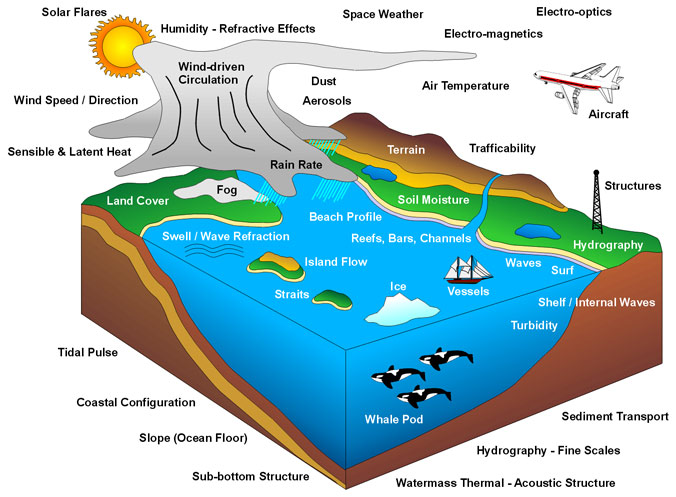 Solar Flares
Space Weather
Electro-optics
Humidity - Refractive Effects
Electro-magnetics
Wind-driven
Circulation
Dust
Aerosols
Air Temperature
Wind Speed / Direction
Aircraft
Terrain
Trafficability
Sensible & Latent Heat
Rain Rate
Fog
Structures
Land Cover
Soil Moisture
Beach Profile
Swell / Wave Refraction
Reefs, Bars, Channels
Hydrography
Island Flow
Waves
Surf
Straits
Ice
Vessels
Shelf / Internal Waves
Turbidity
Tidal Pulse
Whale Pod
Coastal Configuration
Sediment Transport
Slope (Ocean Floor)
Hydrography - Fine Scales
Sub-bottom Structure
Watermass Thermal - Acoustic Structure